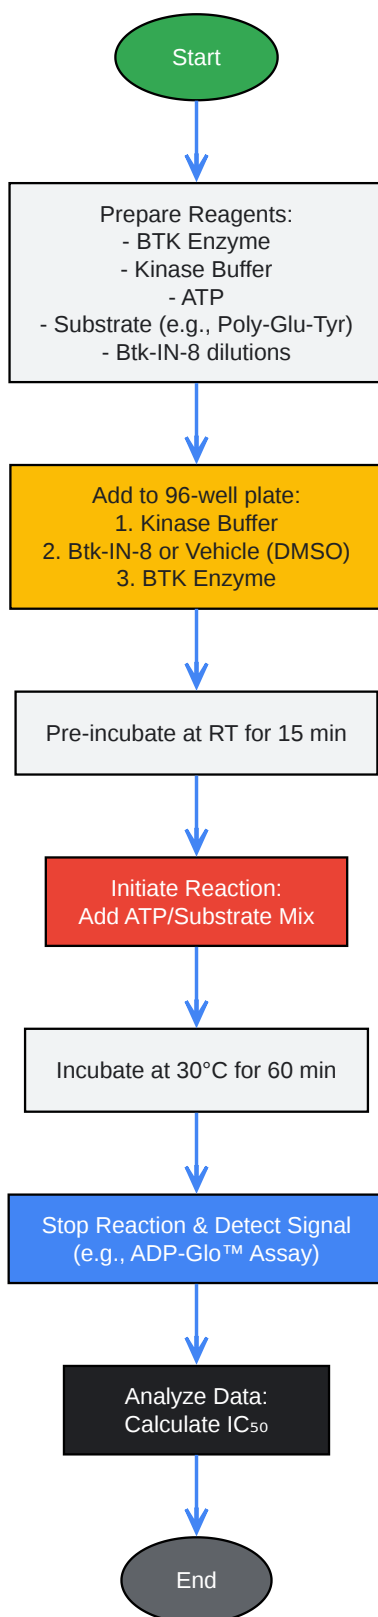 Start
Prepare Reagents:
- BTK Enzyme
- Kinase Buffer
- ATP
- Substrate (e.g., Poly-Glu-Tyr)
- Btk-IN-8 dilutions
Add to 96-well plate:
1. Kinase Buffer
2. Btk-IN-8 or Vehicle (DMSO)
3. BTK Enzyme
Pre-incubate at RT for 15 min
Initiate Reaction:
Add ATP/Substrate Mix
Incubate at 30°C for 60 min
Stop Reaction & Detect Signal
(e.g., ADP-Glo™ Assay)
Analyze Data:
Calculate IC₅₀
End